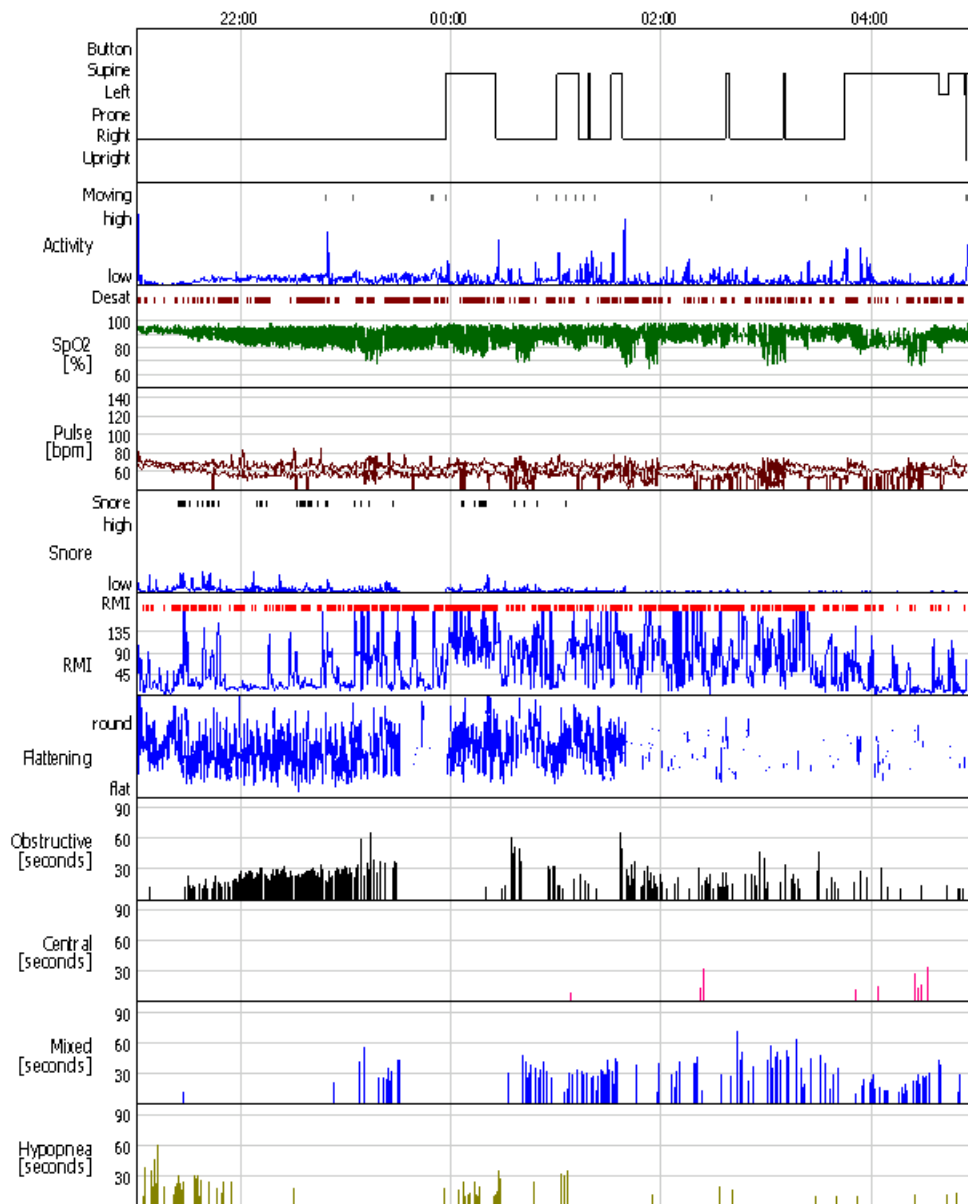 22:00 00:00 02:00 04:00
Button
Supine
Left
Prone
Right
Upright
Moving
high
Activity
low
Desat
100
SpO2
80
[%]
60
140
120
Pulse
100
[bpm]
80
60
Snore
high
Snore
low
RMI
135
RMI
90
45
round
Flattening
flat
90
Obstructive
60
[seconds]
30
90
Central
60
[seconds]
30
90
Mixed
60
[seconds]
30
90
Hypopnea
60
[seconds]
30